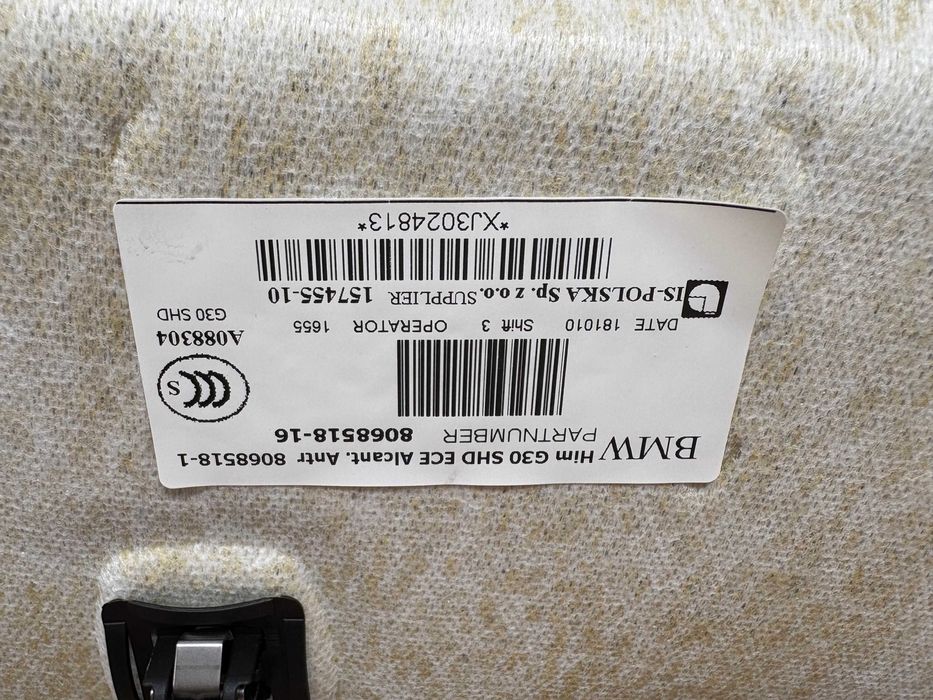 Him G30 SHD ECE Alcant. Antr 8068518-1
BMW PARTNUMBER 8068518-16
CCC S
DATE 181010 Shift 3 OPERATOR 1655
A088304
G30 SHD
IS-POLSKA Sp. z o.o. SUPPLIER 157455-10
*XJ3024813*